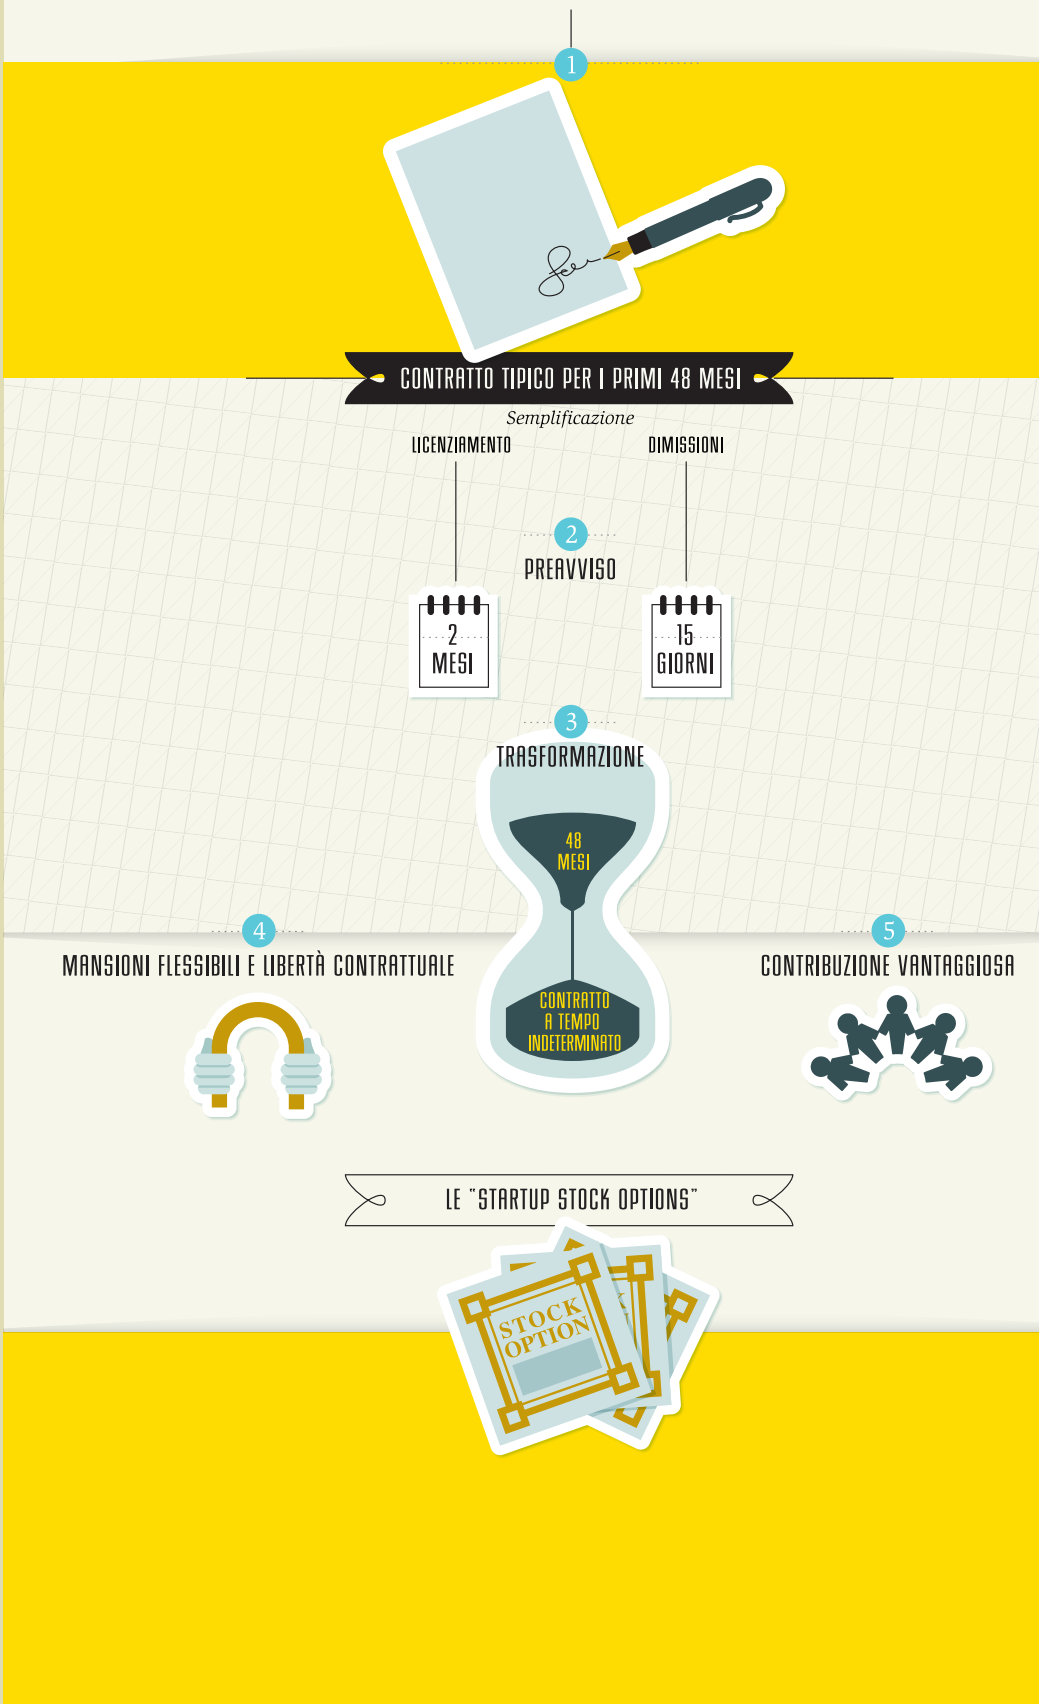 1
CONTRATTO TIPICO PER I PRIMI 48 MESI
Semplificazione
LICENZIAMENTO
DIMISSIONI
2
PREAVVISO
2
MESI
15
GIORNI
3
TRASFORMAZIONE
48
MESI
CONTRATTO
A TEMPO
INDETERMINATO
4
MANSIONI FLESSIBILI E LIBERTÀ CONTRATTUALE
5
CONTRIBUZIONE VANTAGGIOSA
LE "STARTUP STOCK OPTIONS"
STOCK
OPTION